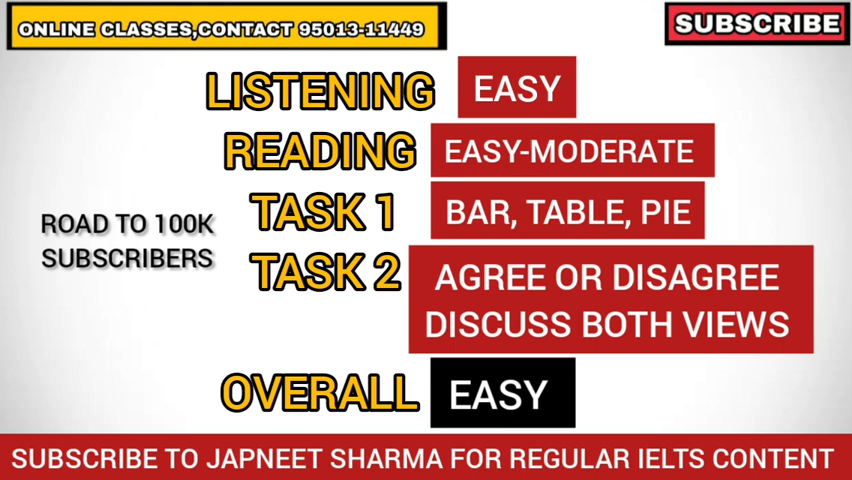 ONLINE CLASSES,CONTACT 95013-11449
SUBSCRIBE
LISTENING EASY
READING EASY-MODERATE
TASK 1 BAR, TABLE, PIE
ROAD TO 100K
SUBSCRIBERS
TASK 2 AGREE OR DISAGREE
DISCUSS BOTH VIEWS
OVERALL EASY
SUBSCRIBE TO JAPNEET SHARMA FOR REGULAR IELTS CONTENT